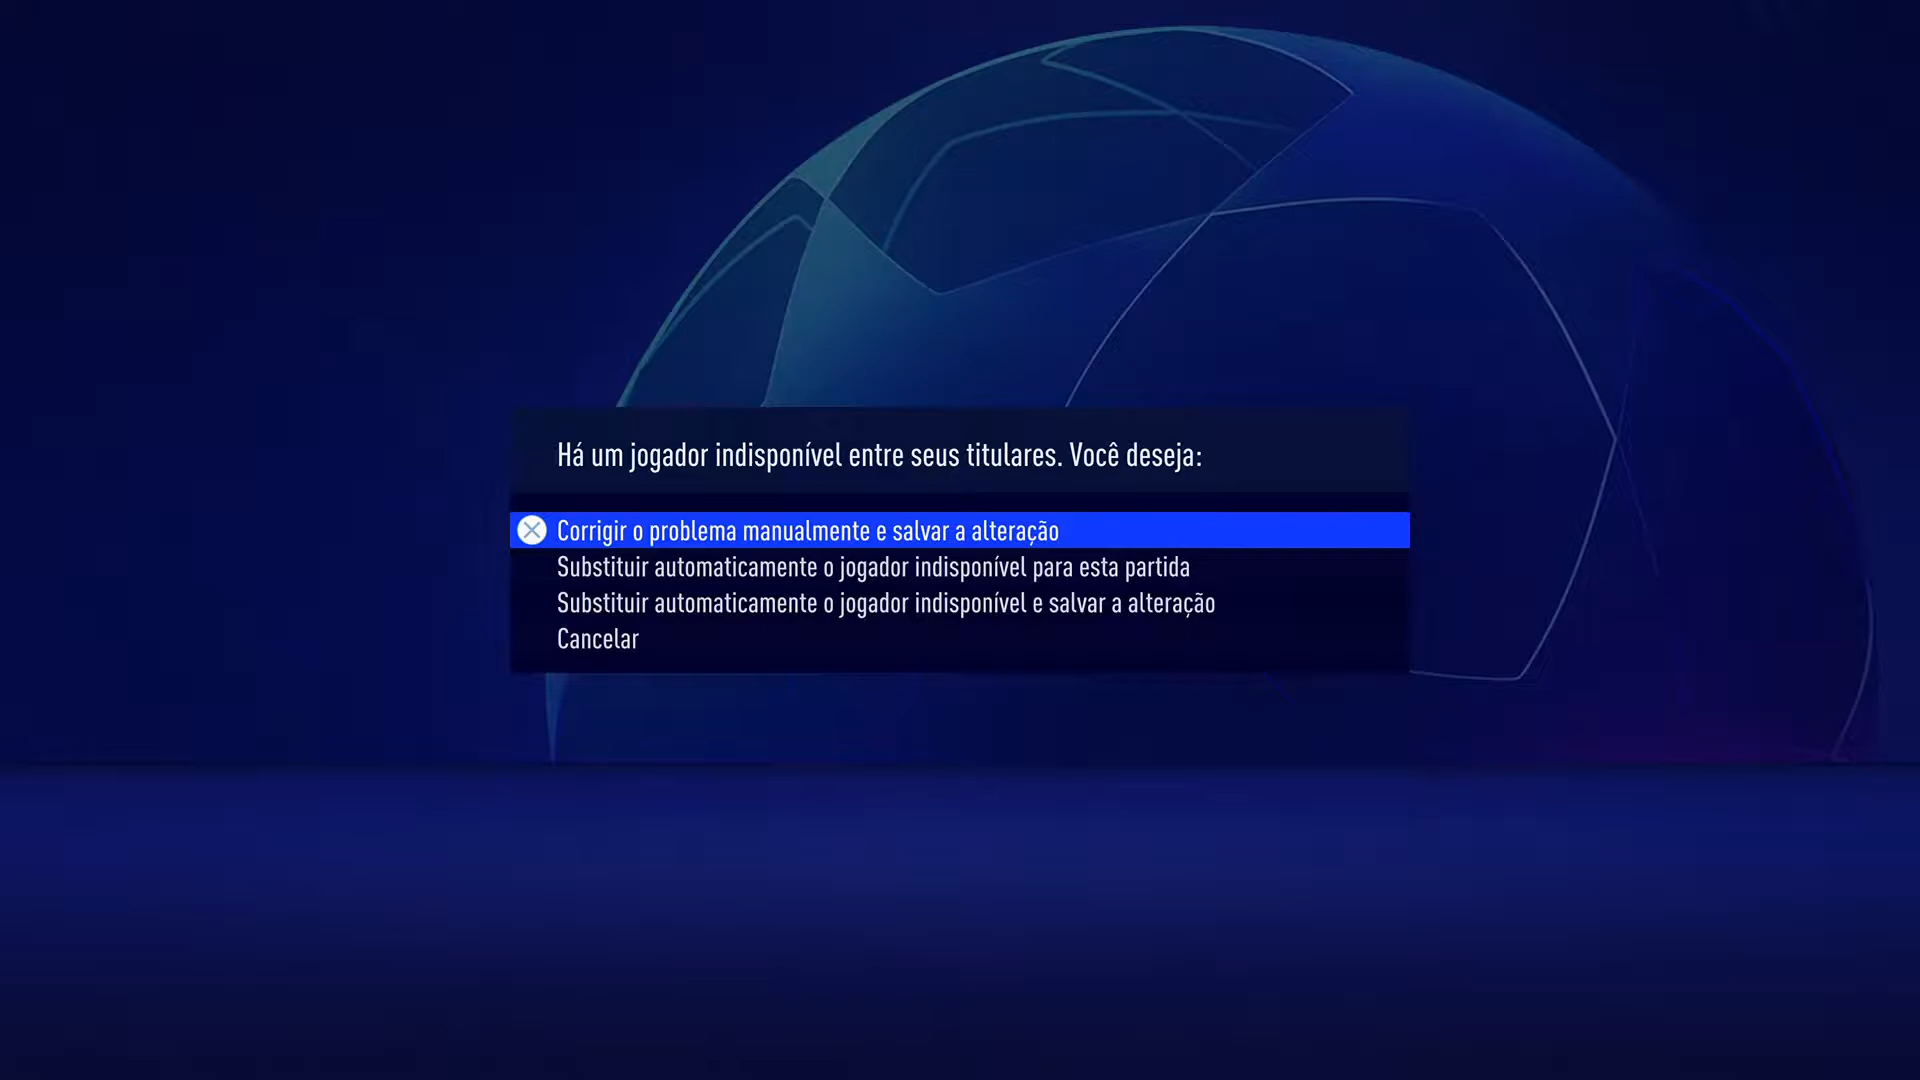 Há um jogador indisponível entre seus titulares. Você deseja:
Corrigir o problema manualmente e salvar a alteração
Substituir automaticamente o jogador indisponível para esta partida
Substituir automaticamente o jogador indisponível e salvar a alteração
Cancelar